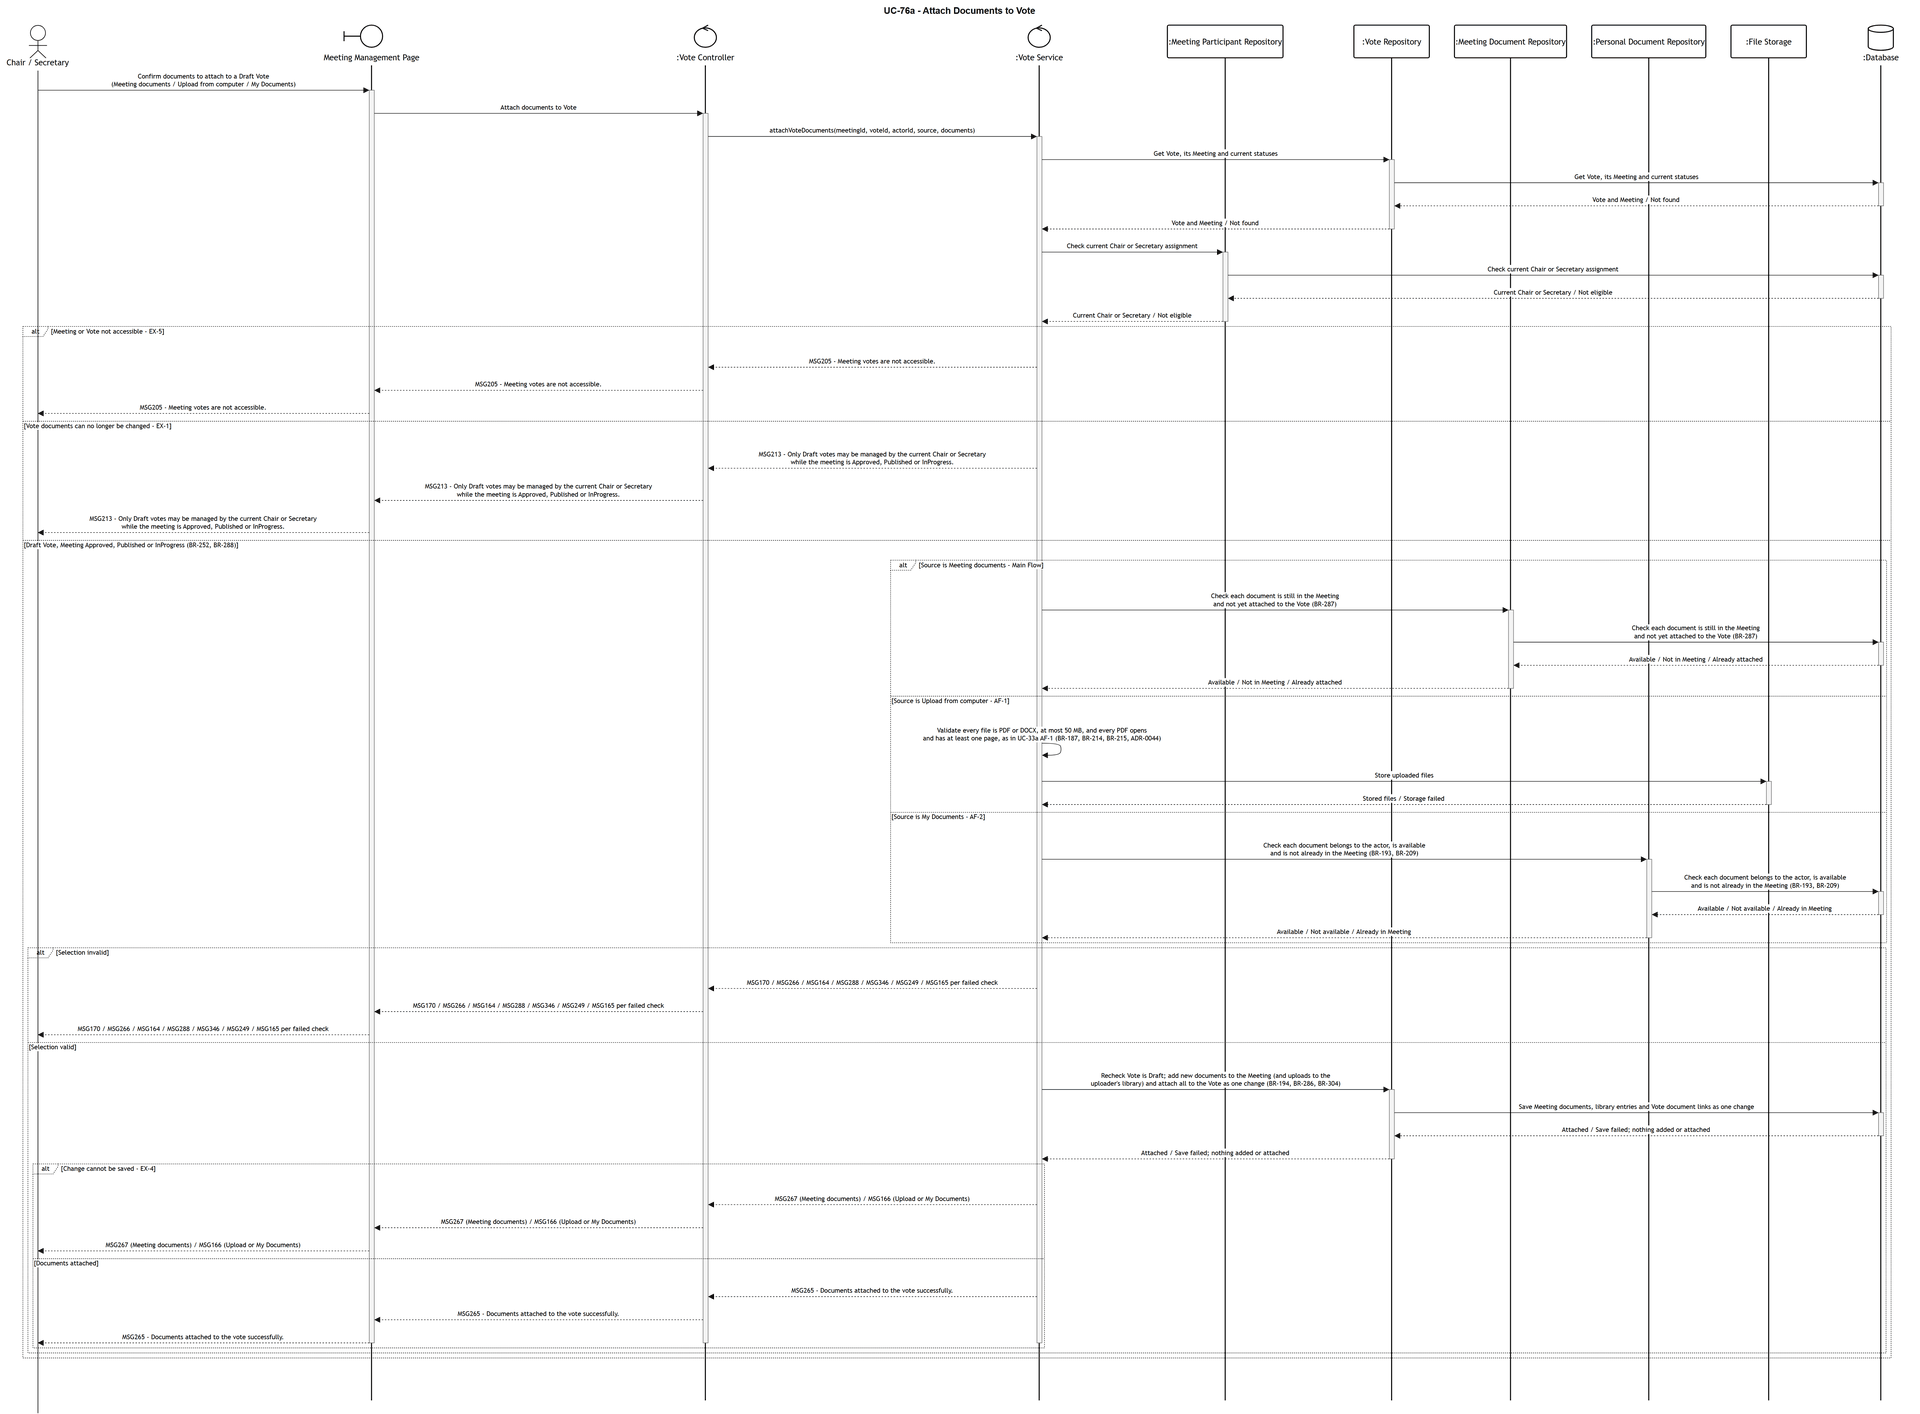 UC-76a - Attach Documents to Vote
Chair / Secretary
Meeting Management Page
:Vote Controller
:Vote Service
:Meeting Participant Repository
:Vote Repository
:Meeting Document Repository
:Personal Document Repository
:File Storage
:Database
Confirm documents to attach to a Draft Vote
(Meeting documents / Upload from computer / My Documents)
Attach documents to Vote
attachVoteDocuments(meetingId, voteId, actorId, source, documents)
Get Vote, its Meeting and current statuses
Get Vote, its Meeting and current statuses
Vote and Meeting / Not found
Vote and Meeting / Not found
Check current Chair or Secretary assignment
Check current Chair or Secretary assignment
Current Chair or Secretary / Not eligible
Current Chair or Secretary / Not eligible
alt [Meeting or Vote not accessible - EX-5]
MSG205 - Meeting votes are not accessible.
MSG205 - Meeting votes are not accessible.
MSG205 - Meeting votes are not accessible.
[Vote documents can no longer be changed - EX-1]
MSG213 - Only Draft votes may be managed by the current Chair or Secretary
while the meeting is Approved, Published or InProgress.
MSG213 - Only Draft votes may be managed by the current Chair or Secretary
while the meeting is Approved, Published or InProgress.
MSG213 - Only Draft votes may be managed by the current Chair or Secretary
while the meeting is Approved, Published or InProgress.
[Draft Vote, Meeting Approved, Published or InProgress (BR-252, BR-288)]
alt [Source is Meeting documents - Main Flow]
Check each document is still in the Meeting
and not yet attached to the Vote (BR-287)
Check each document is still in the Meeting
and not yet attached to the Vote (BR-287)
Available / Not in Meeting / Already attached
Available / Not in Meeting / Already attached
[Source is Upload from computer - AF-1]
Validate every file is PDF or DOCX, at most 50 MB, and every PDF opens
and has at least one page, as in UC-33a AF-1 (BR-187, BR-214, BR-215, ADR-0044)
Store uploaded files
Stored files / Storage failed
[Source is My Documents - AF-2]
Check each document belongs to the actor, is available
and is not already in the Meeting (BR-193, BR-209)
Check each document belongs to the actor, is available
and is not already in the Meeting (BR-193, BR-209)
Available / Not available / Already in Meeting
Available / Not available / Already in Meeting
alt [Selection invalid]
MSG170 / MSG266 / MSG164 / MSG288 / MSG346 / MSG249 / MSG165 per failed check
MSG170 / MSG266 / MSG164 / MSG288 / MSG346 / MSG249 / MSG165 per failed check
MSG170 / MSG266 / MSG164 / MSG288 / MSG346 / MSG249 / MSG165 per failed check
[Selection valid]
Recheck Vote is Draft; add new documents to the Meeting (and uploads to the
uploader's library) and attach all to the Vote as one change (BR-194, BR-286, BR-304)
Save Meeting documents, library entries and Vote document links as one change
Attached / Save failed; nothing added or attached
Attached / Save failed; nothing added or attached
alt [Change cannot be saved - EX-4]
MSG267 (Meeting documents) / MSG166 (Upload or My Documents)
MSG267 (Meeting documents) / MSG166 (Upload or My Documents)
MSG267 (Meeting documents) / MSG166 (Upload or My Documents)
[Documents attached]
MSG265 - Documents attached to the vote successfully.
MSG265 - Documents attached to the vote successfully.
MSG265 - Documents attached to the vote successfully.